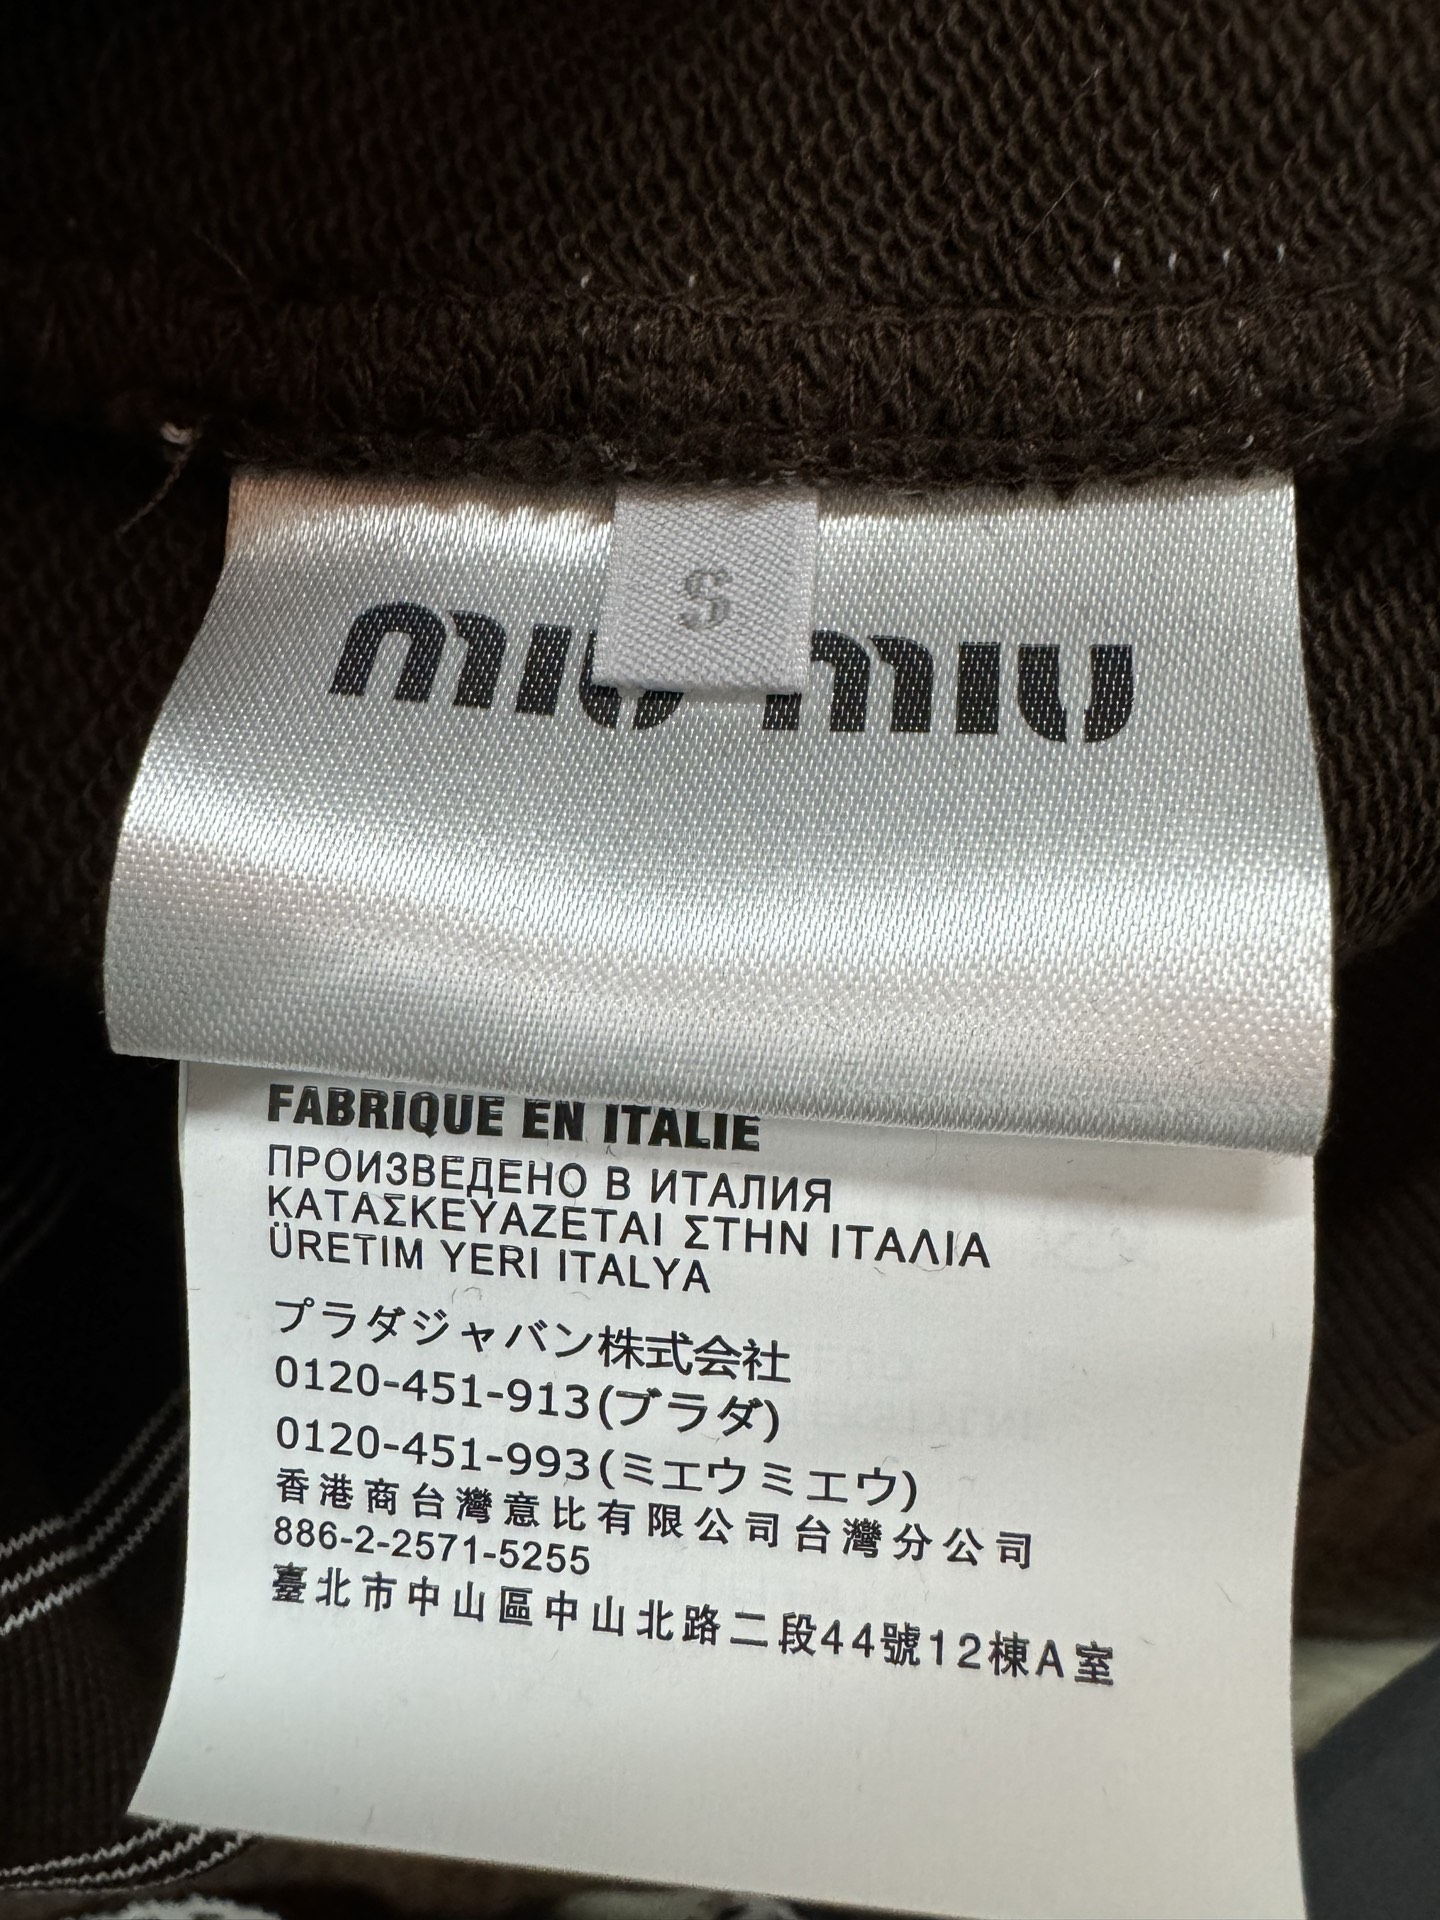 S
miu miu
FABRIQUE EN ITALIE
ПРОИЗВЕДЕНО В ИТАЛИЯ
ΚΑΤΑΣΚΕΥΑΖΕΤΑΙ ΣΤΗΝ ΙΤΑΛΙΑ
ÜRETIM YERI ITALYA
プラダジャバン株式会社
0120-451-913(プラダ)
0120-451-993(ミエウミエウ)
香港商台灣意比有限公司台灣分公司
886-2-2571-5255
臺北市中山區中山北路二段44號12棟A室